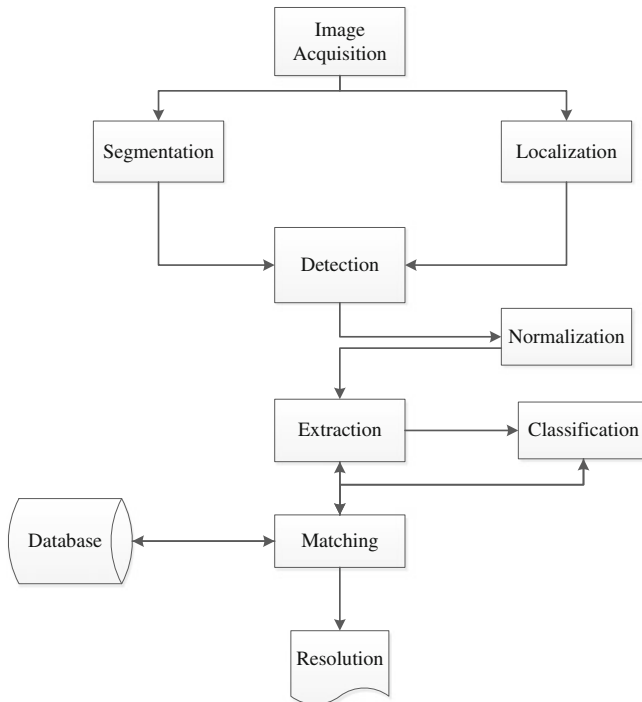 Image
Acquisition
Segmentation
Localization
Detection
Normalization
Extraction
Classification
Database
Matching
Resolution